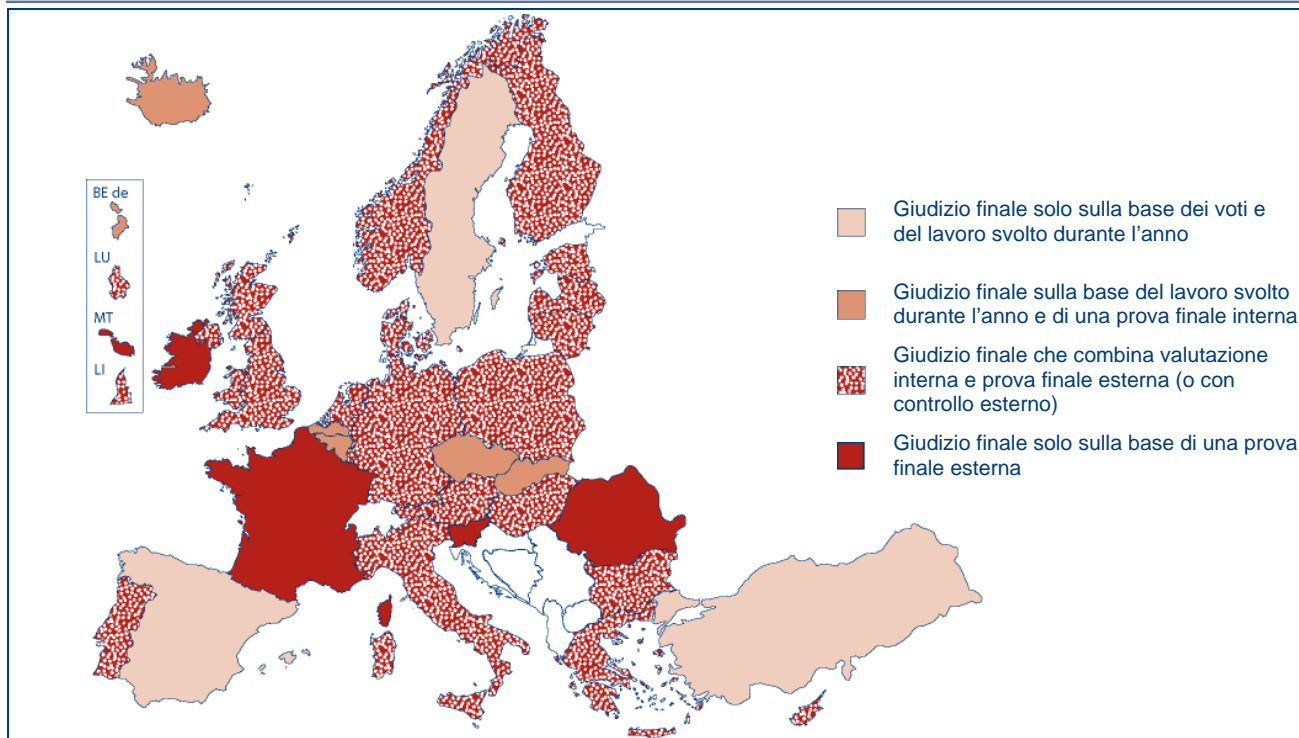 BE de
LU
MT
LI
Giudizio finale solo sulla base dei voti e
del lavoro svolto durante l'anno
Giudizio finale sulla base del lavoro svolto
durante l'anno e di una prova finale interna
Giudizio finale che combina valutazione
interna e prova finale esterna (o con
controllo esterno)
Giudizio finale solo sulla base di una prova
finale esterna